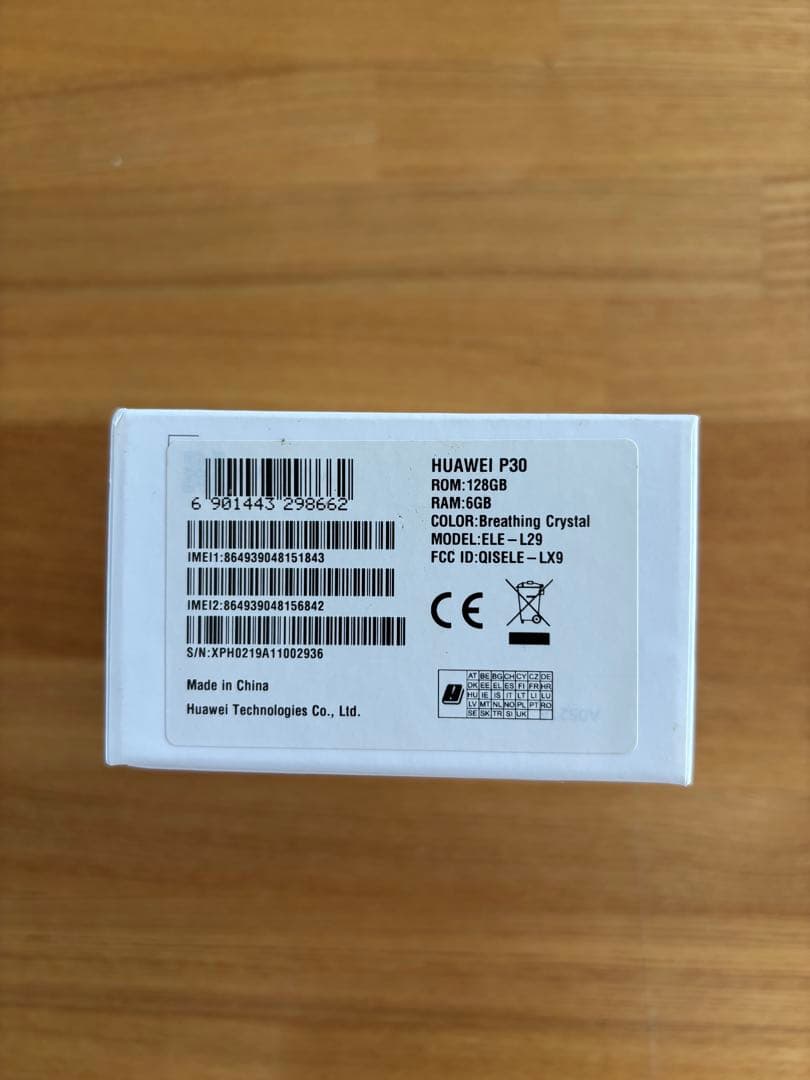 6 901443 298662
IMEI1:864939048151843
IMEI2:864939048156842
S/N:XPH0219A11002936
Made in China
Huawei Technologies Co., Ltd.
HUAWEI P30
ROM:128GB
RAM:6GB
COLOR:Breathing Crystal
MODEL:ELE-L29
FCC ID:QISELE-LX9
CE
AT BE BG CH CY CZ DE
DK EE EL ES FI FR HR
HU IE IS IT LT LI LU
LV MT NL NO PL PT RO
SE SK TR SI UK